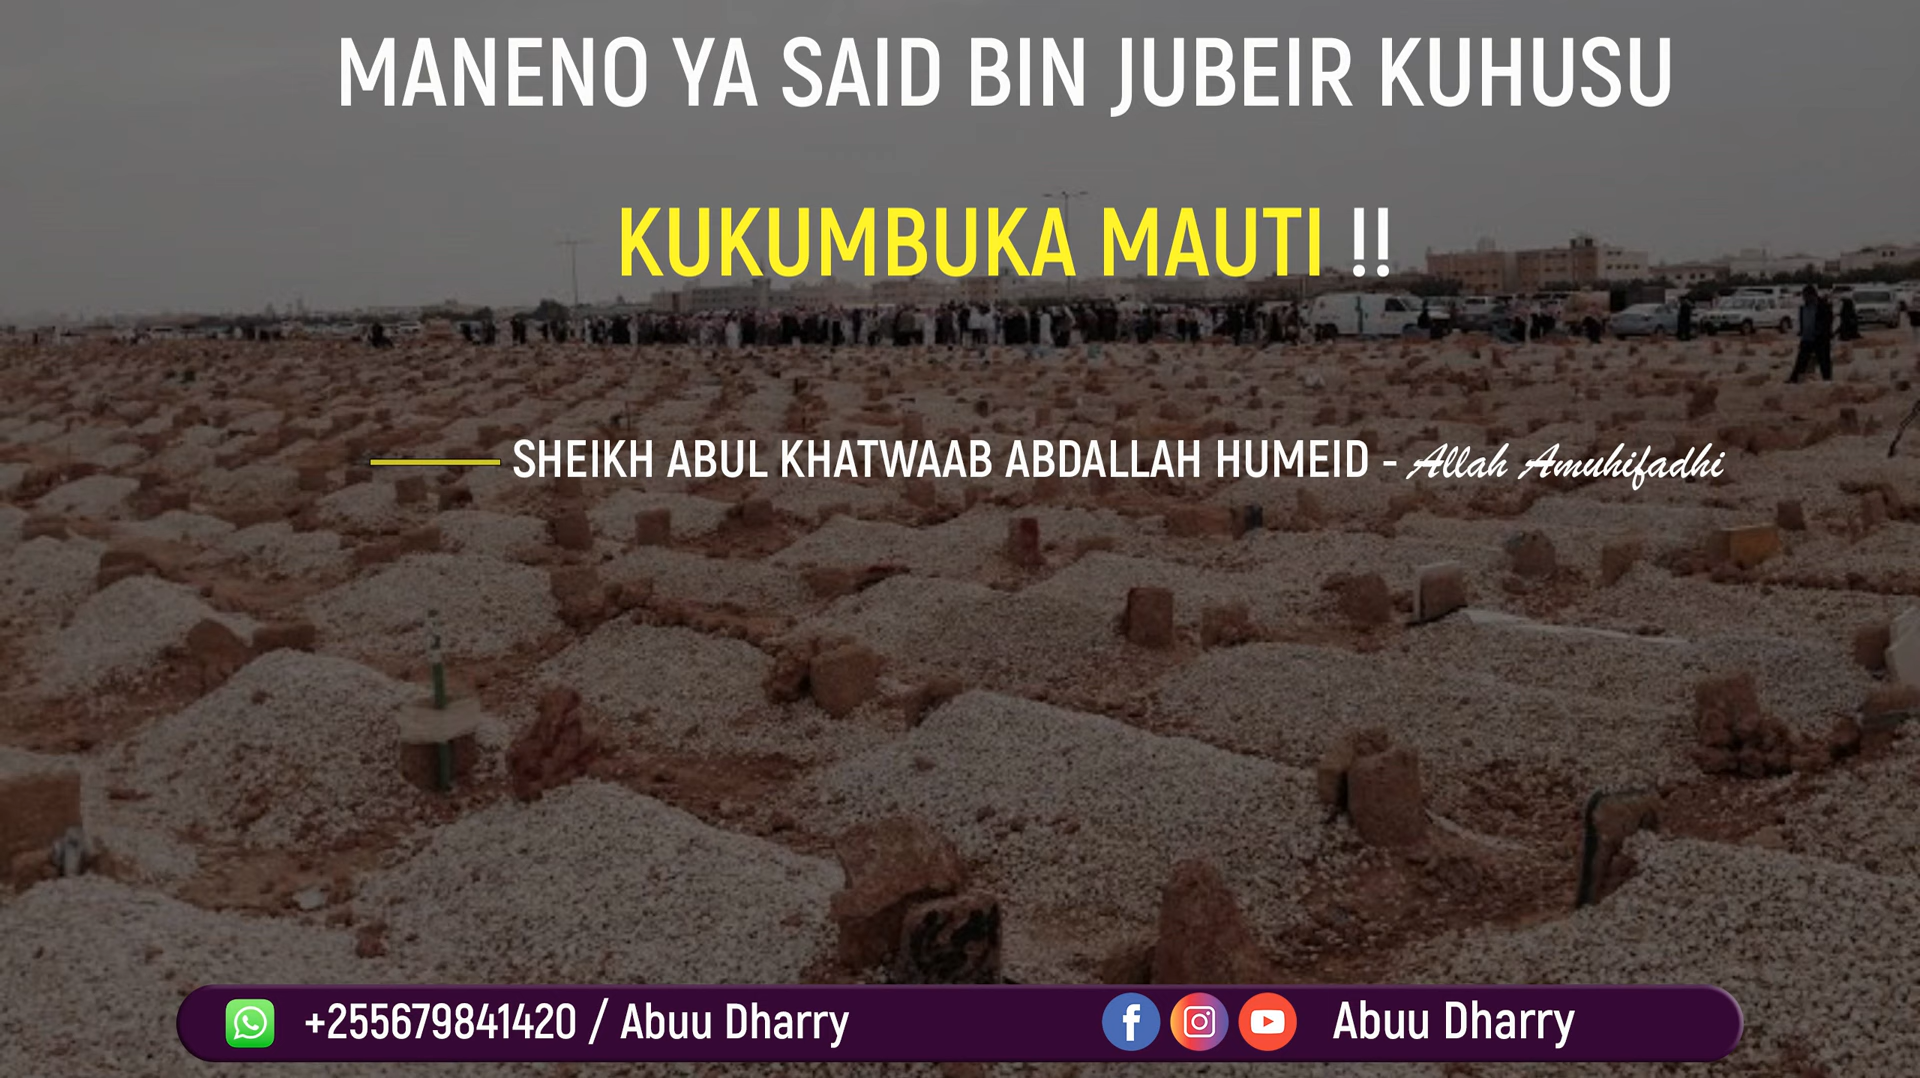 MANENO YA SAID BIN JUBEIR KUHUSU
KUKUMBUKA MAUTI !!
SHEIKH ABUL KHATWAAB ABDALLAH HUMEID - Allah Amuhifadhi
+255679841420 / Abuu Dharry
Abuu Dharry